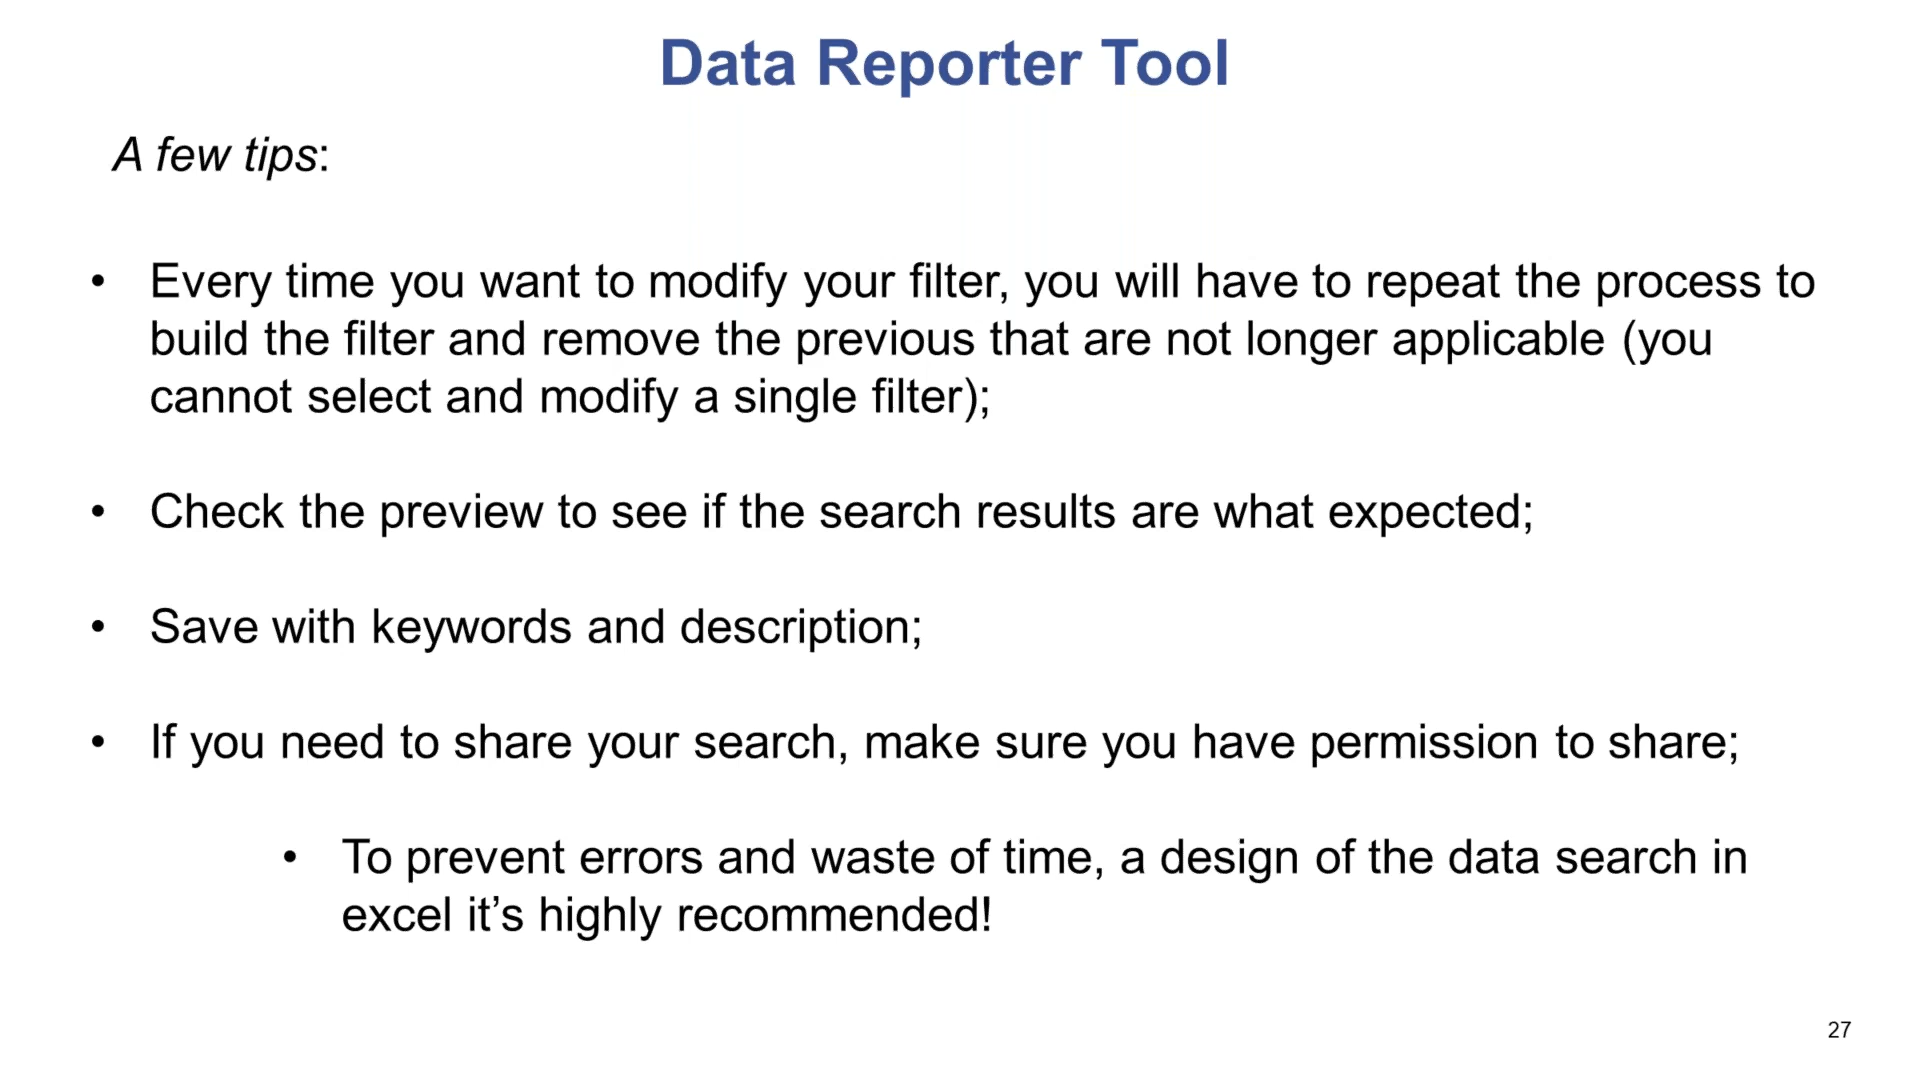 Data Reporter Tool
A few tips:
• Every time you want to modify your filter, you will have to repeat the process to
build the filter and remove the previous that are not longer applicable (you
cannot select and modify a single filter);
• Check the preview to see if the search results are what expected;
• Save with keywords and description;
• If you need to share your search, make sure you have permission to share;
• To prevent errors and waste of time, a design of the data search in
excel it’s highly recommended!
27